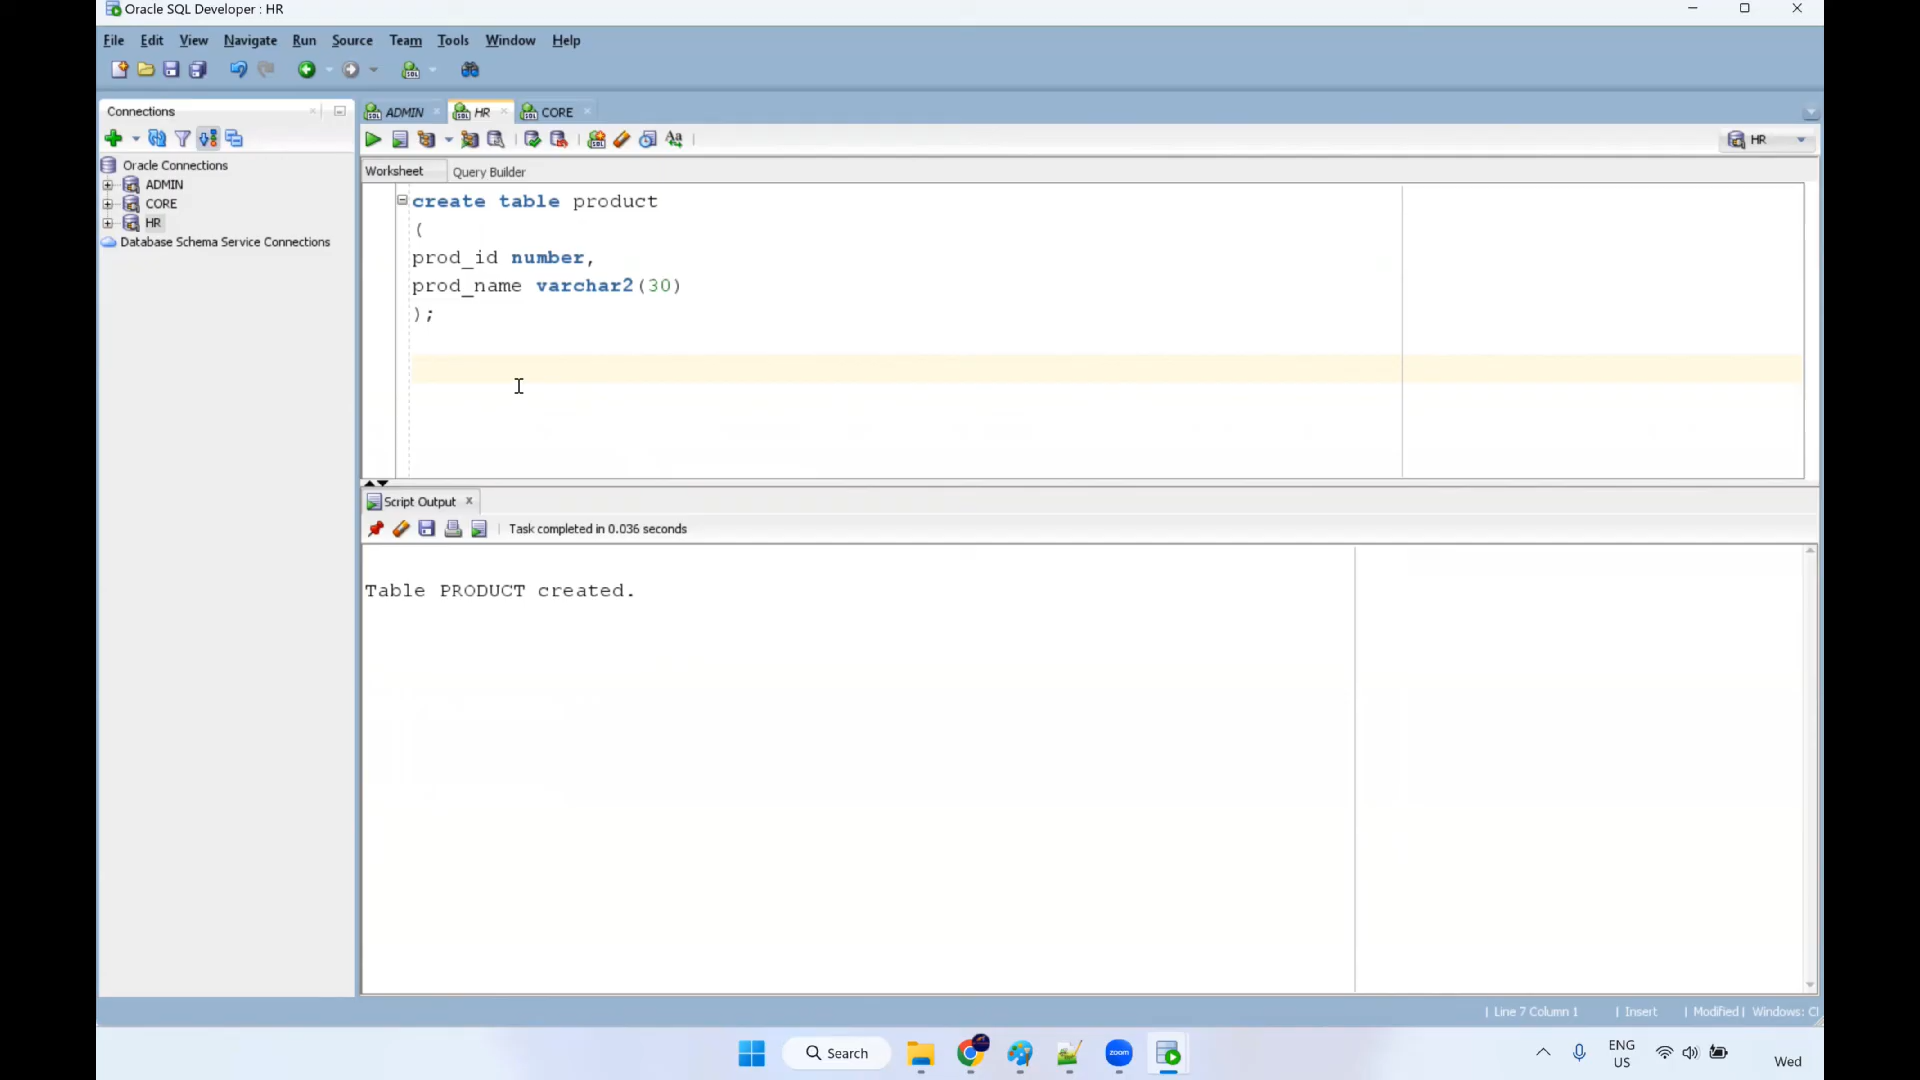 Oracle SQL Developer : HR
File Edit View Navigate Run Source Team Tools Window Help
Connections
ADMIN HR CORE
HR
Oracle Connections
ADMIN
CORE
HR
Database Schema Service Connections
Worksheet Query Builder
create table product
(
prod_id number,
prod_name varchar2(30)
);
Script Output
Task completed in 0.036 seconds
Table PRODUCT created.
Line 7 Column 1 | Insert | Modified | Windows: Cl
Search
zoom
ENG
US
Wed